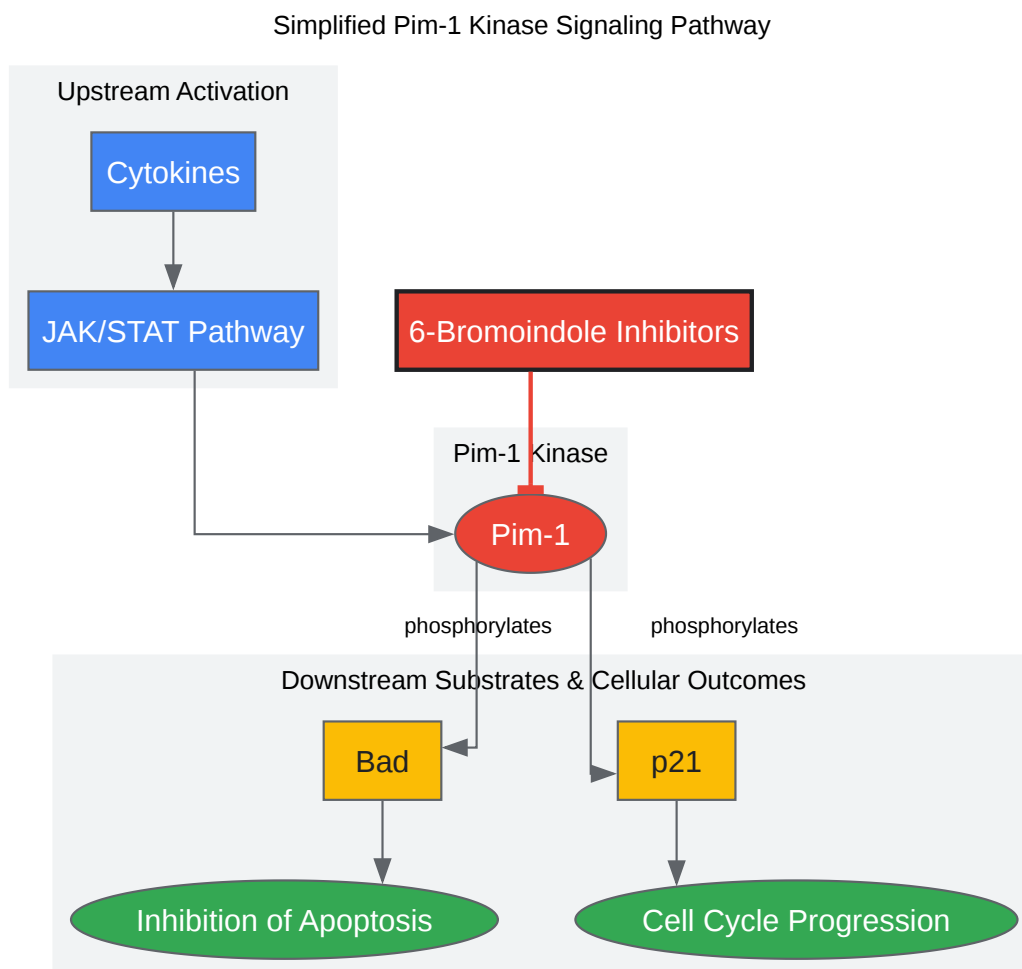 Simplified Pim-1 Kinase Signaling Pathway
Upstream Activation
Cytokines
JAK/STAT Pathway
6-Bromoindole Inhibitors
Pim-1 Kinase
Pim-1
phosphorylates
phosphorylates
Downstream Substrates & Cellular Outcomes
Bad
p21
Inhibition of Apoptosis
Cell Cycle Progression